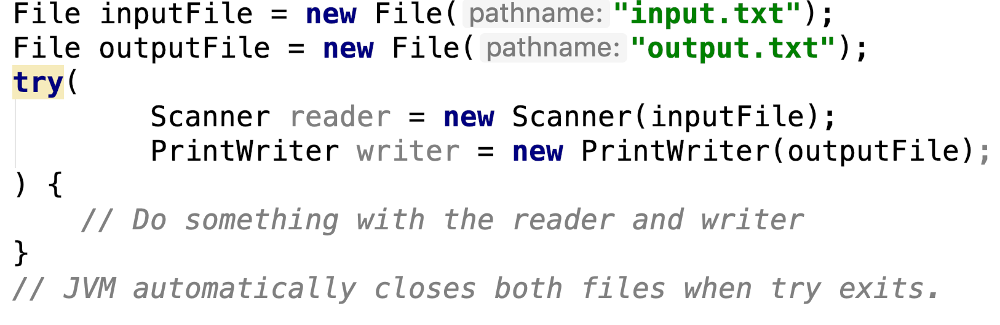 File inputFile = new File( pathname: "input.txt");
File outputFile = new File( pathname: "output.txt");
try(
        Scanner reader = new Scanner(inputFile);
        PrintWriter writer = new PrintWriter(outputFile);
) {
    // Do something with the reader and writer
}
// JVM automatically closes both files when try exits.